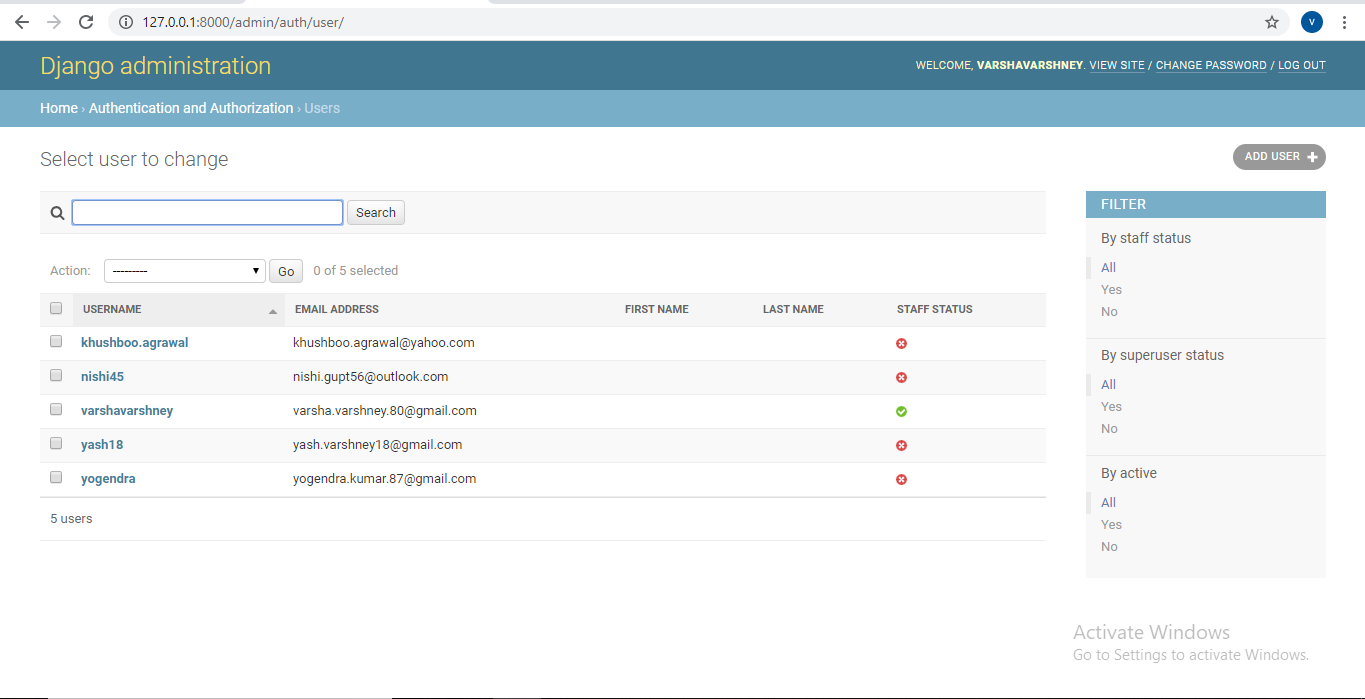 127.0.0.1:8000/admin/auth/user/
V
Django administration
WELCOME, VARSHAVARSHNEY. VIEW SITE / CHANGE PASSWORD / LOG OUT
Home › Authentication and Authorization › Users
Select user to change
ADD USER +
Search
Action: --------- Go 0 of 5 selected
USERNAME EMAIL ADDRESS FIRST NAME LAST NAME STAFF STATUS
khushboo.agrawal khushboo.agrawal@yahoo.com
nishi45 nishi.gupt56@outlook.com
varshavarshney varsha.varshney.80@gmail.com
yash18 yash.varshney18@gmail.com
yogendra yogendra.kumar.87@gmail.com
5 users
FILTER
By staff status
All
Yes
No
By superuser status
All
Yes
No
By active
All
Yes
No
Activate Windows
Go to Settings to activate Windows.